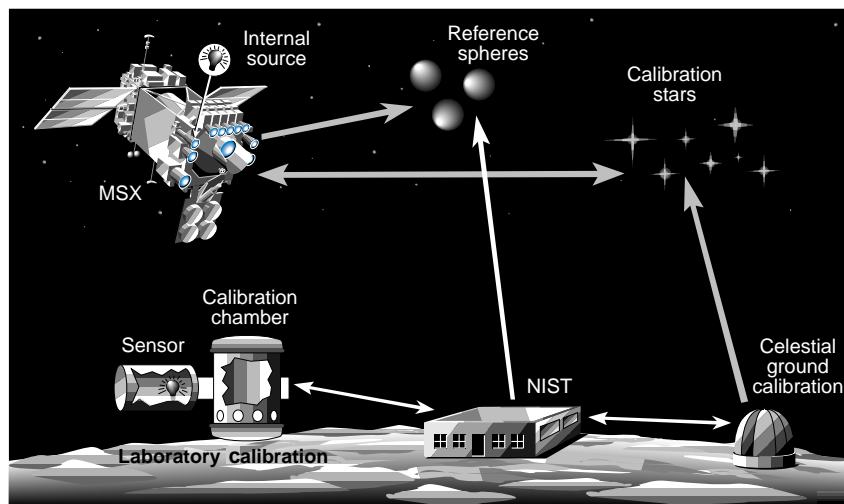 Internal
source
Reference
spheres
Calibration
stars
MSX
Calibration
chamber
Sensor
Celestial
ground
calibration
NIST
Laboratory calibration